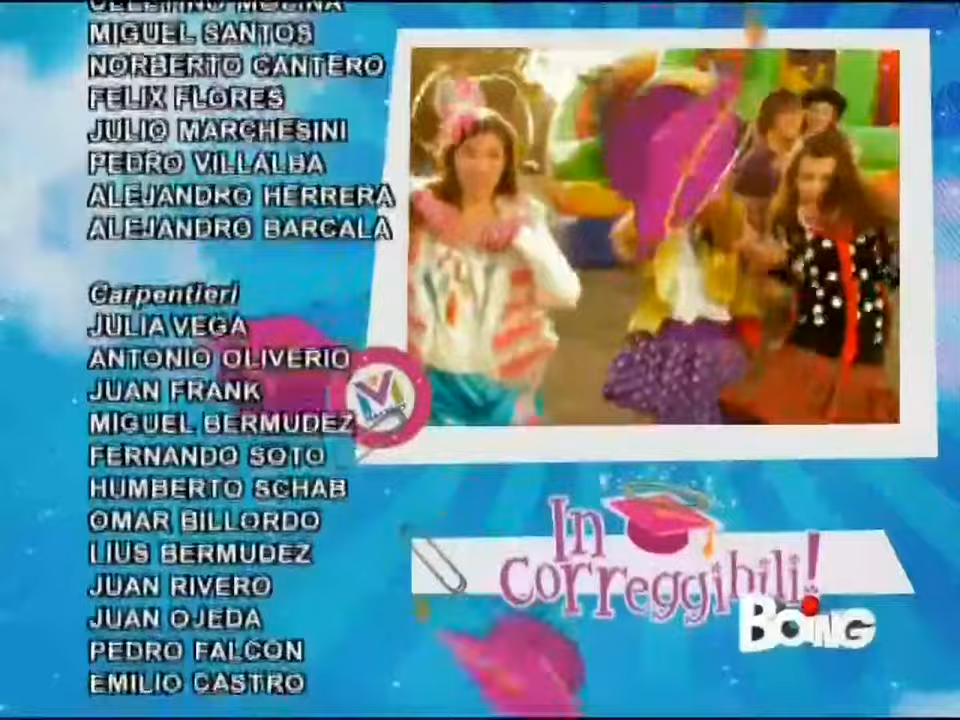 CELESTINO MEDINA
MIGUEL SANTOS
NORBERTO CANTERO
FELIX FLORES
JULIO MARCHESINI
PEDRO VILLALBA
ALEJANDRO HERRERA
ALEJANDRO BARCALA
Carpentieri
JULIA VEGA
ANTONIO OLIVERIO
JUAN FRANK
MIGUEL BERMUDEZ
FERNANDO SOTO
HUMBERTO SCHAB
OMAR BILLORDO
LIUS BERMUDEZ
JUAN RIVERO
JUAN OJEDA
PEDRO FALCON
EMILIO CASTRO
In
correggibili!
BOING